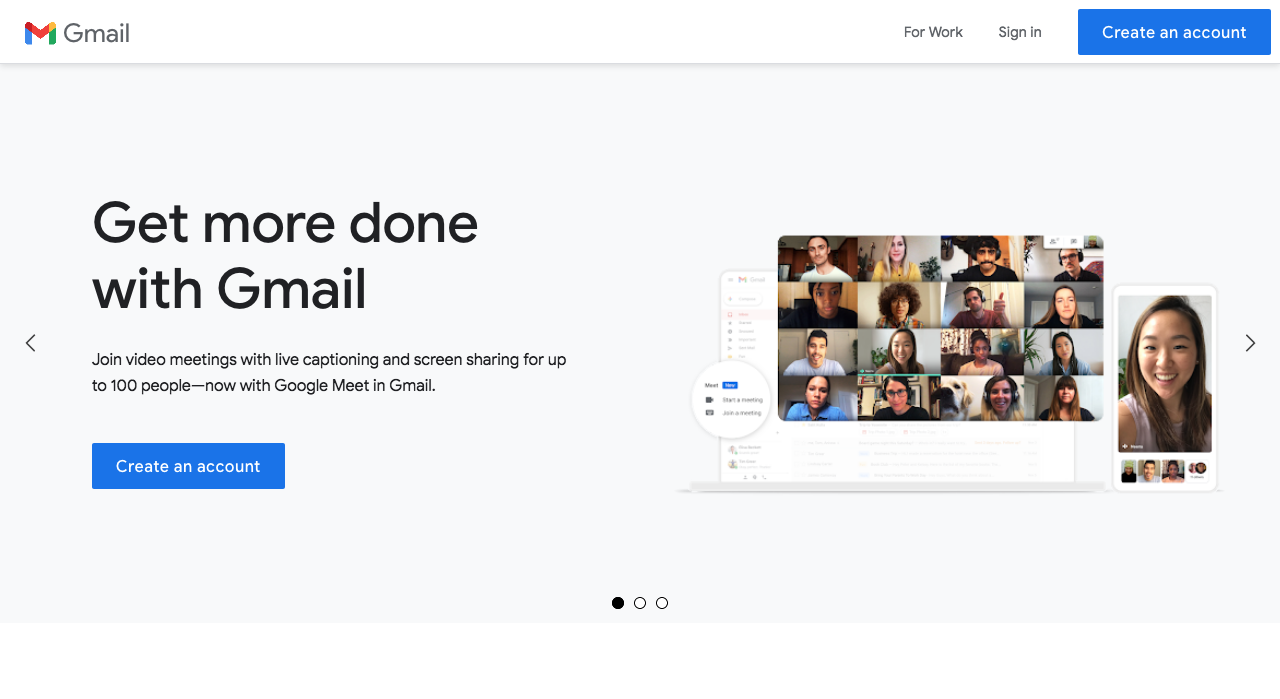 Gmail
For Work
Sign in
Create an account
Get more done
with Gmail
Join video meetings with live captioning and screen sharing for up
to 100 people—now with Google Meet in Gmail.
Create an account
Gmail
Inbox
Meet New
Start a meeting
Join a meeting